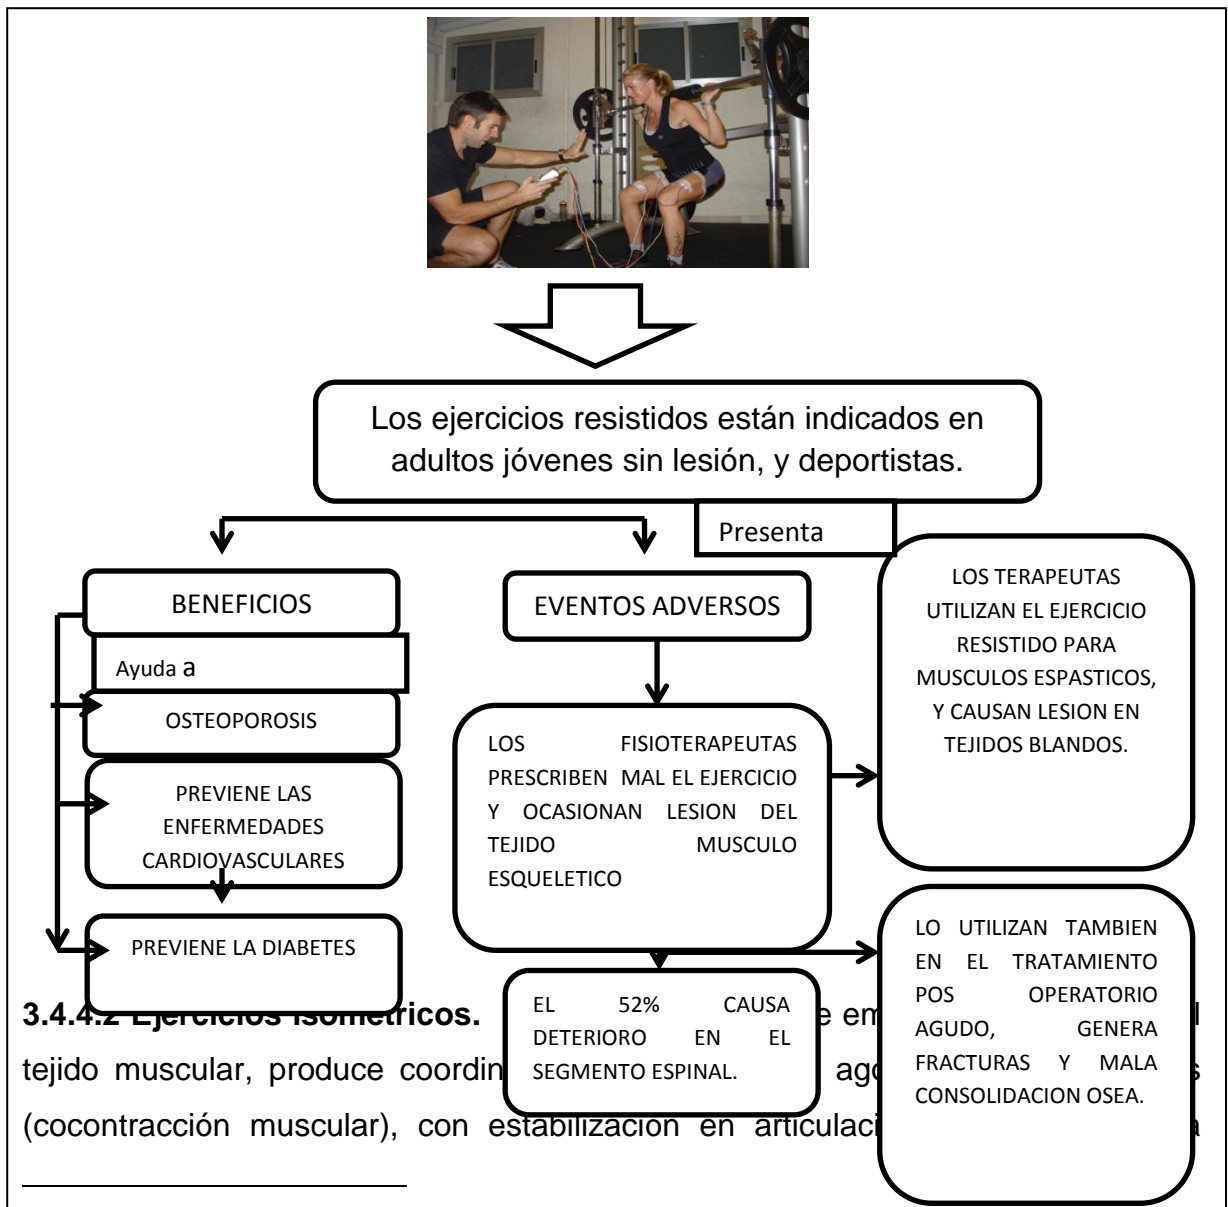 Los ejercicios resistidos están indicados en
adultos jóvenes sin lesión, y deportistas.
Presenta
BENEFICIOS
Ayuda a
OSTEOPOROSIS
PREVIENE LAS
ENFERMEDADES
CARDIOVASCULARES
PREVIENE LA DIABETES
EVENTOS ADVERSOS
LOS FISIOTERAPEUTAS
PRESCRIBEN MAL EL EJERCICIO
Y OCASIONAN LESION DEL
TEJIDO MUSCULO
ESQUELETICO
EL 52% CAUSA
DETERIORO EN EL
SEGMENTO ESPINAL.
LOS TERAPEUTAS
UTILIZAN EL EJERCICIO
RESISTIDO PARA
MUSCULOS ESPASTICOS,
Y CAUSAN LESION EN
TEJIDOS BLANDOS.
LO UTILIZAN TAMBIEN
EN EL TRATAMIENTO
POS OPERATORIO
AGUDO, GENERA
FRACTURAS Y MALA
CONSOLIDACION OSEA.
3.4.4.2 Ejercicios isométricos.
tejido muscular, produce
(cocontracción muscular), con estabilización en